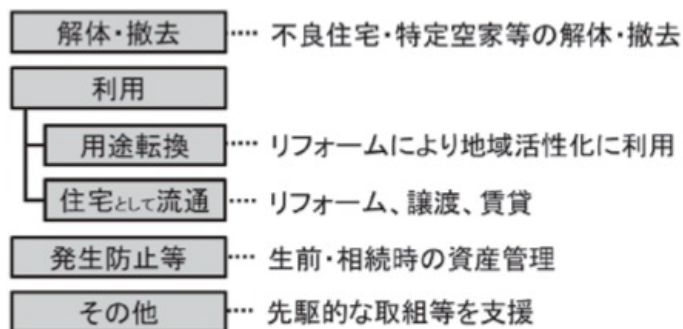 解体・撤去 ···· 不良住宅・特定空家等の解体・撤去
利用
用途転換 ···· リフォームにより地域活性化に利用
住宅として流通 ···· リフォーム、譲渡、賃貸
発生防止等 ···· 生前・相続時の資産管理
その他 ···· 先駆的な取組等を支援